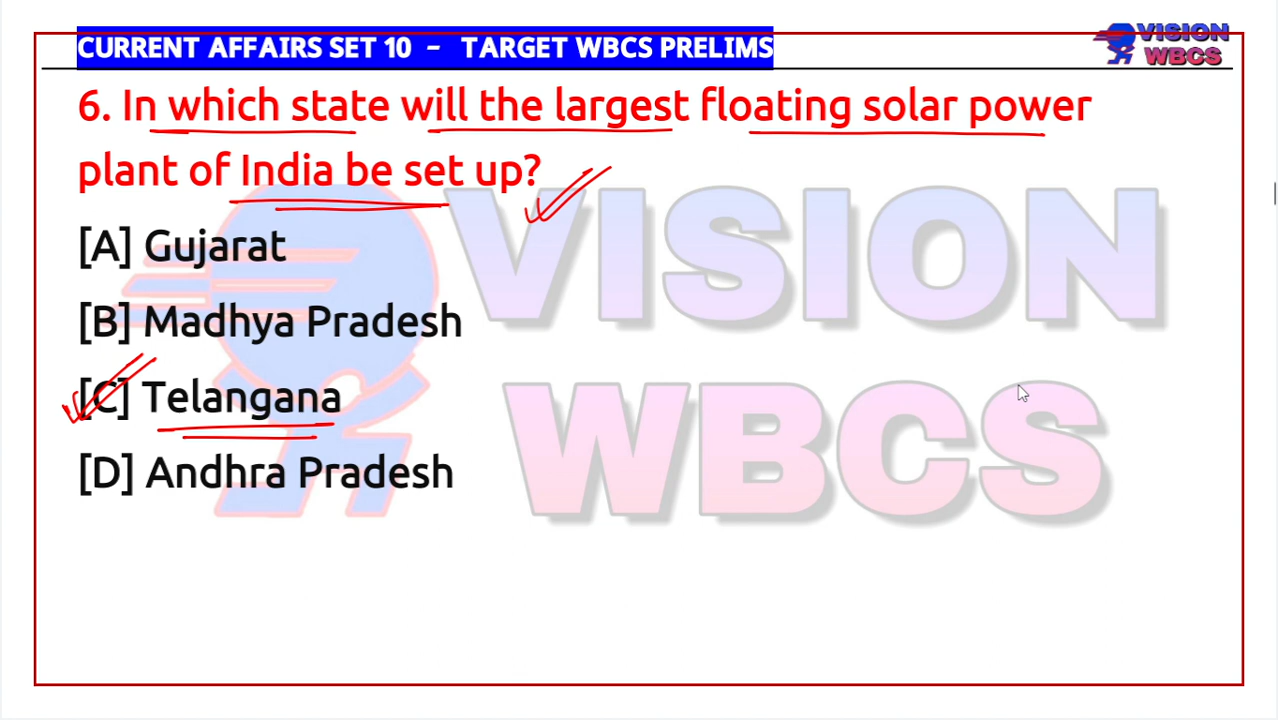 CURRENT AFFAIRS SET 10 – TARGET WBCS PRELIMS
VISION
WBCS
6. In which state will the largest floating solar power
plant of India be set up?
[A] Gujarat
[B] Madhya Pradesh
[C] Telangana
[D] Andhra Pradesh
VISION
WBCS